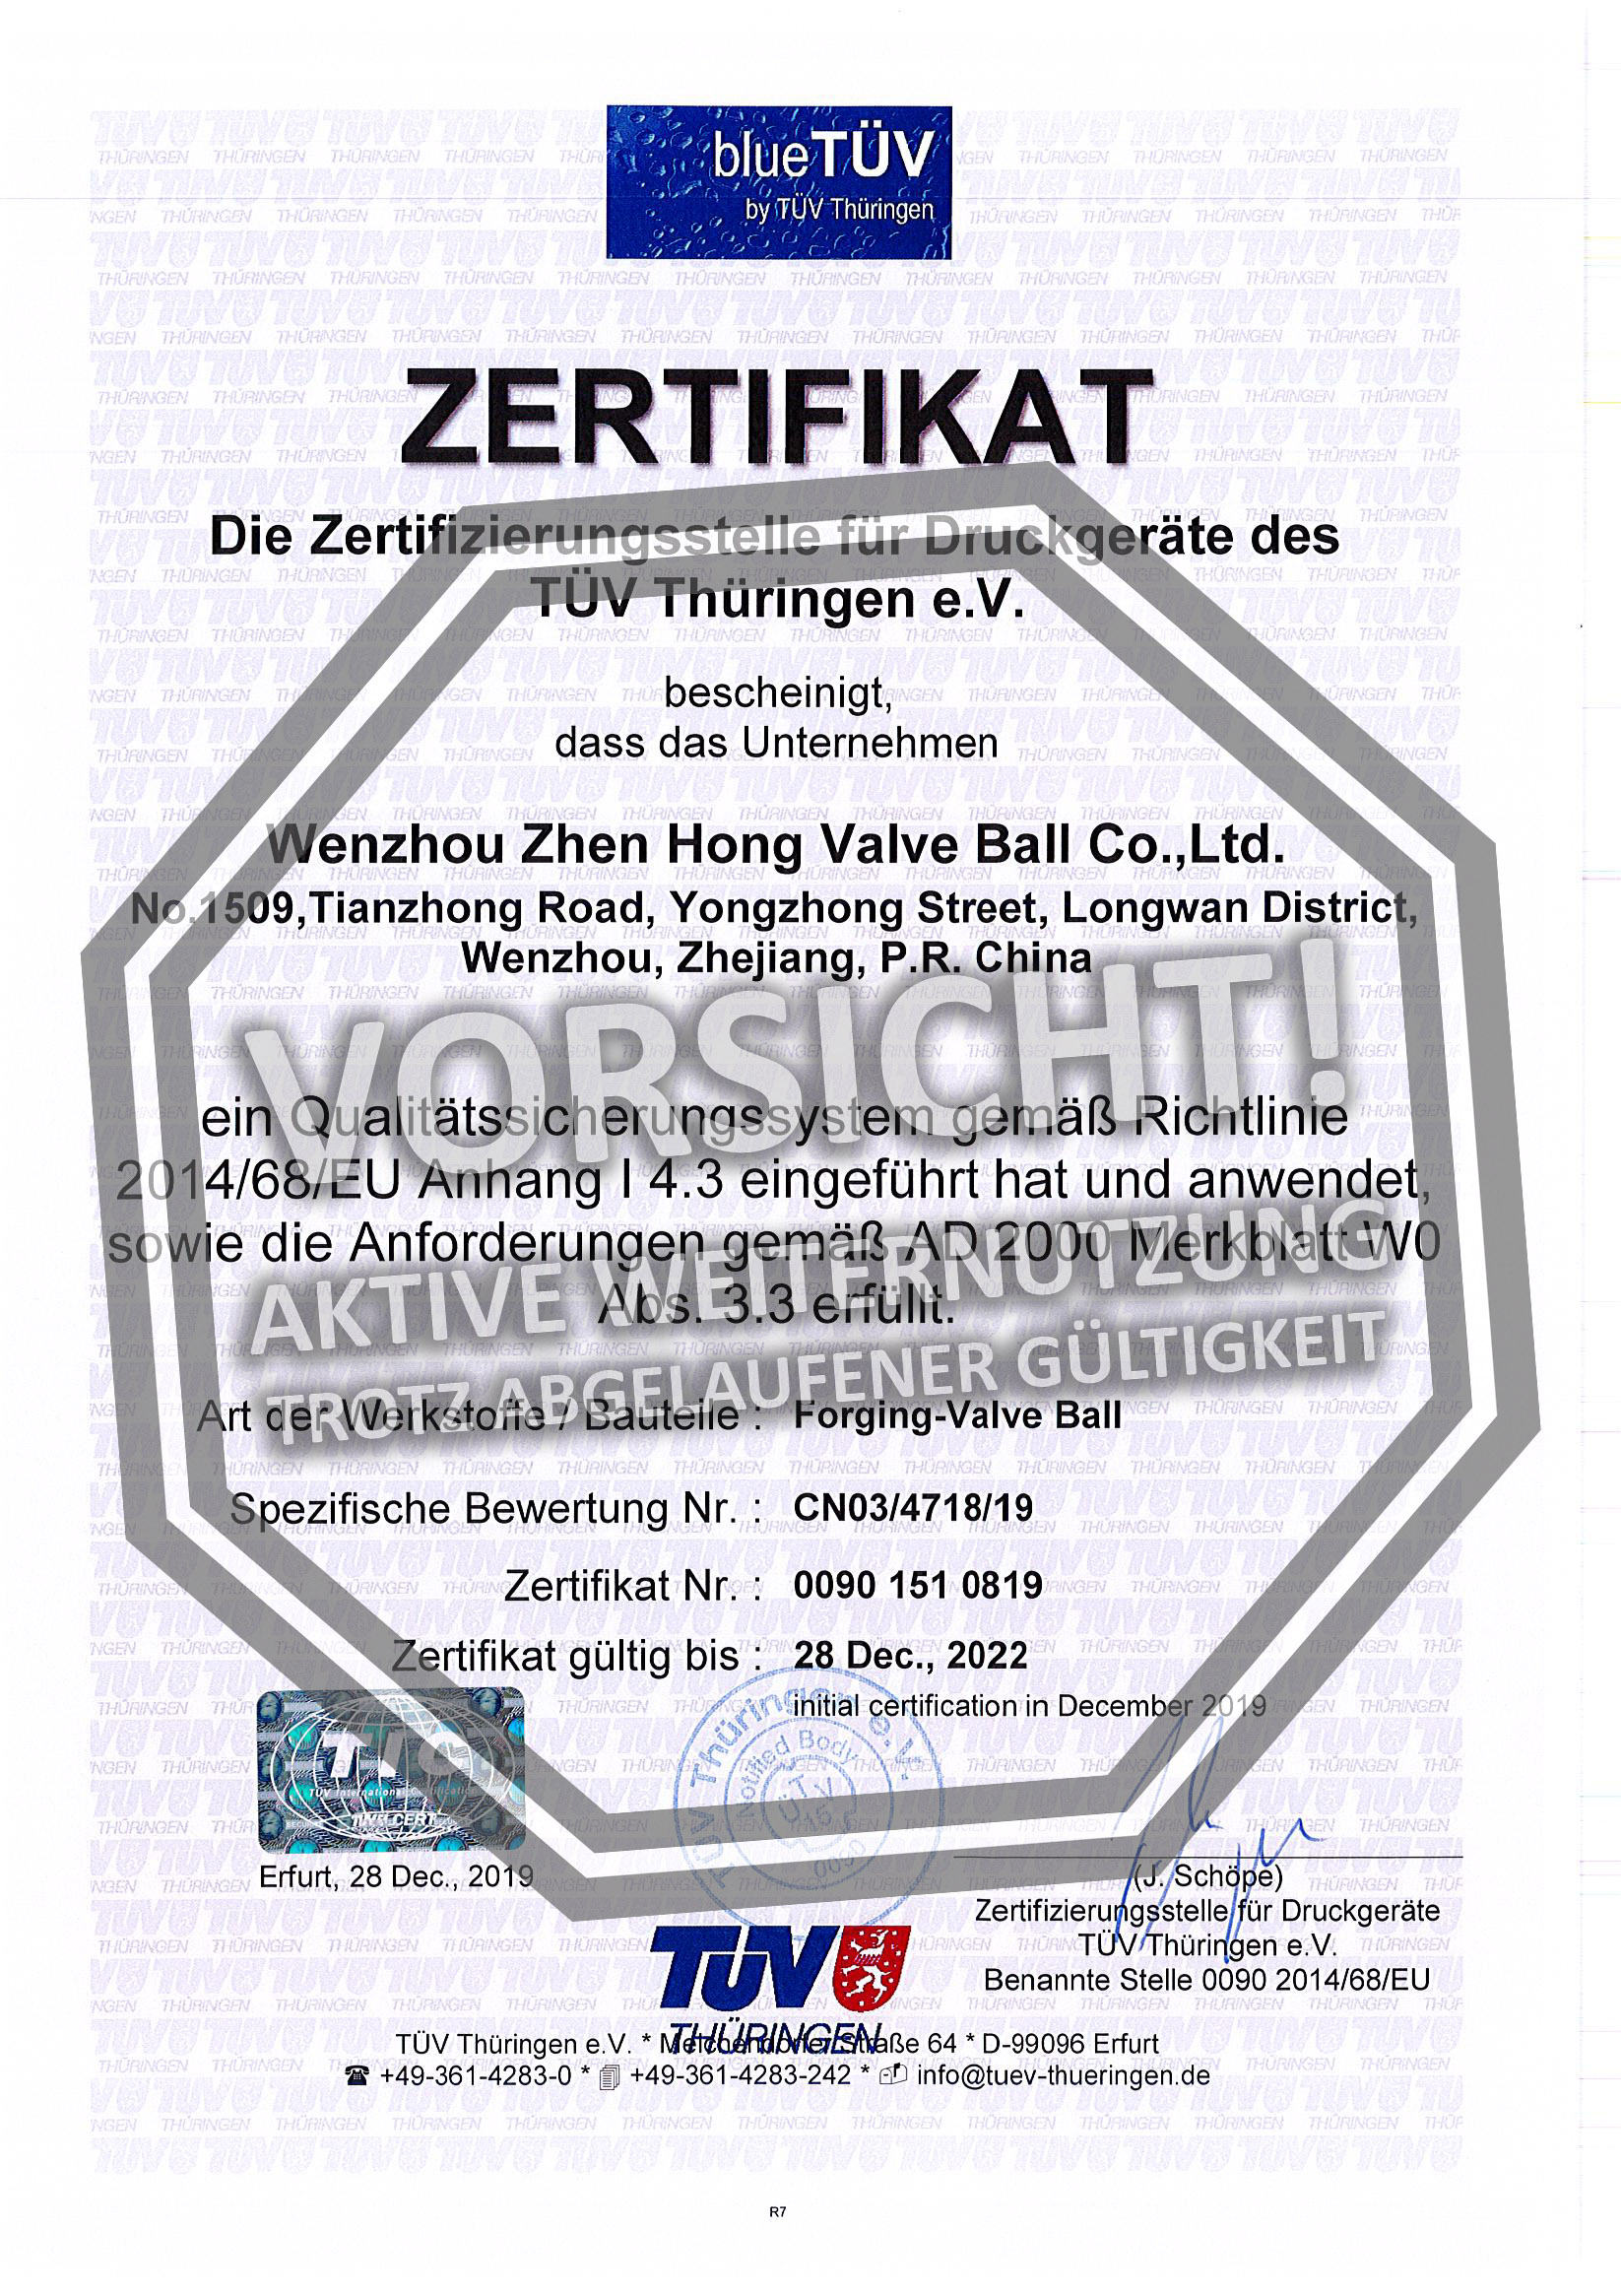 blueTÜV
by TÜV Thüringen
ZERTIFIKAT
Die Zertifizierungsstelle für Druckgeräte des
TÜV Thüringen e.V.
bescheinigt,
dass das Unternehmen
Wenzhou Zhen Hong Valve Ball Co.,Ltd.
No.1509,Tianzhong Road, Yongzhong Street, Longwan District,
Wenzhou, Zhejiang, P.R. China
VORSICHT!
ein Qualitätssicherungssystem gemäß Richtlinie
2014/68/EU Anhang I 4.3 eingeführt hat und anwendet,
sowie die Anforderungen gemäß AD 2000 Merkblatt W0
Abs. 3.3 erfüllt.
AKTIVE WEITERNUTZUNG
TROTZ ABGELAUFENER GÜLTIGKEIT
Art der Werkstoffe / Bauteile : Forging-Valve Ball
Spezifische Bewertung Nr. : CN03/4718/19
Zertifikat Nr. : 0090 151 0819
Zertifikat gültig bis : 28 Dec., 2022
initial certification in December 2019
TÜV Thüringen e.V.
Notified Body
0090
Erfurt, 28 Dec., 2019
(J. Schöpe)
Zertifizierungsstelle für Druckgeräte
TÜV Thüringen e.V.
Benannte Stelle 0090 2014/68/EU
TÜV
THÜRINGEN
TÜV Thüringen e.V. * Melchendorfer Straße 64 * D-99096 Erfurt
+49-361-4283-0 * +49-361-4283-242 * info@tuev-thueringen.de
R7